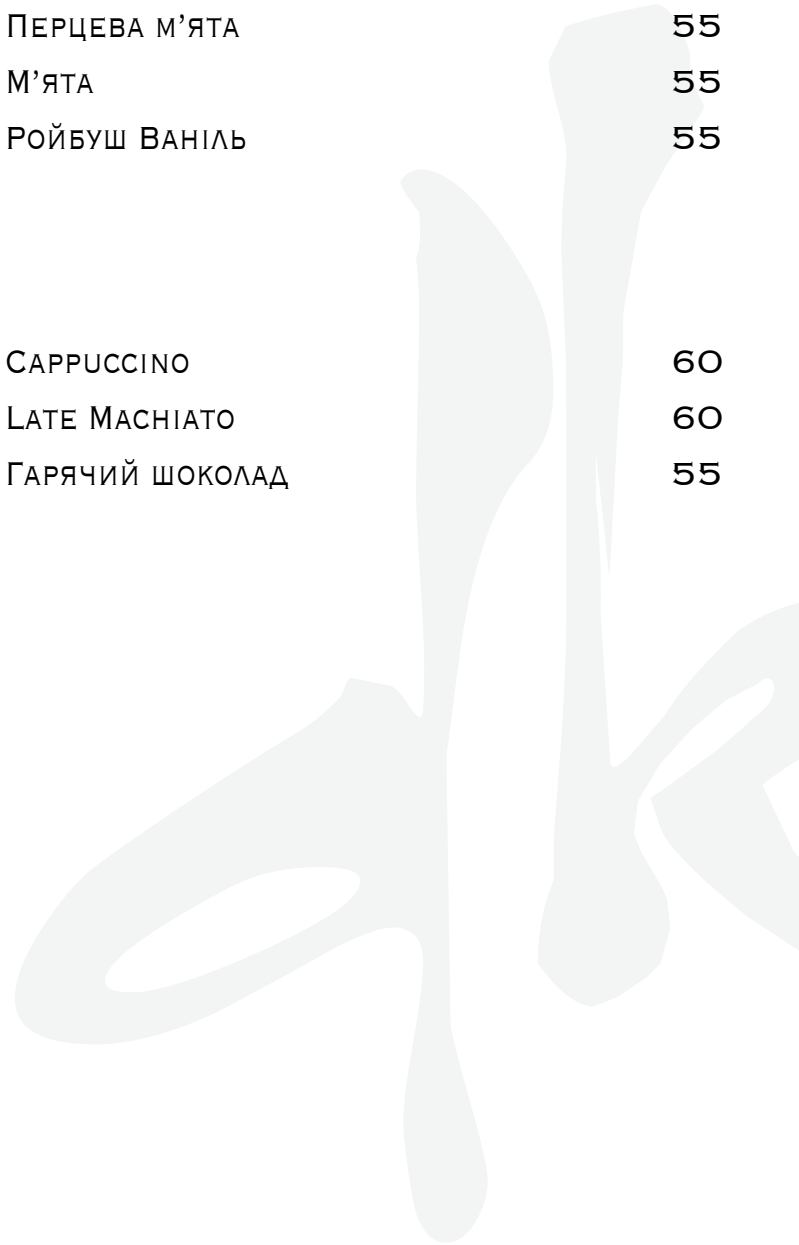 Перцева м’ята 55
М’ята 55
Ройбуш Ваніль 55
Cappuccino 60
Late Machiato 60
Гарячий шоколад 55